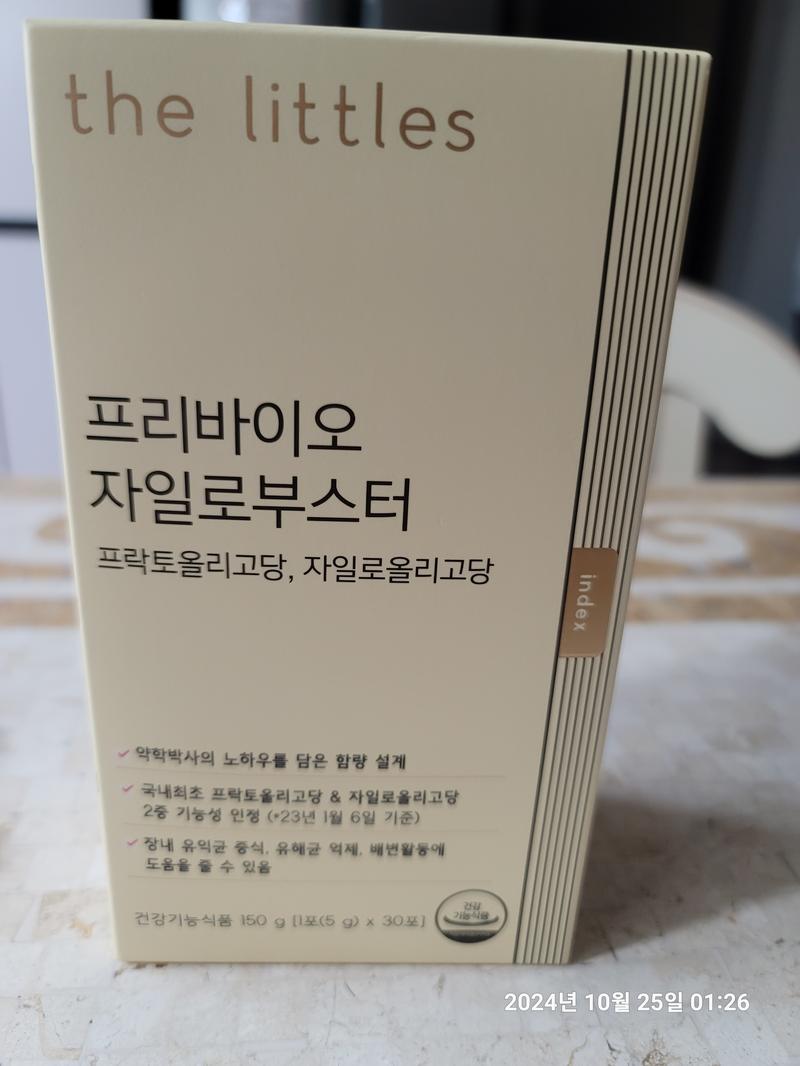 the littles
프리바이오
자일로부스터
프락토올리고당, 자일로올리고당
index
약학박사의 노하우를 담은 함량 설계
국내최초 프락토올리고당 & 자일로올리고당
2중 기능성 인정 (*23년 1월 6일 기준)
장내 유익균 증식, 유해균 억제, 배변활동에
도움을 줄 수 있음
건강기능식품 150 g [1포(5 g) x 30포]
건강
기능식품
2024년 10월 25일 01:26